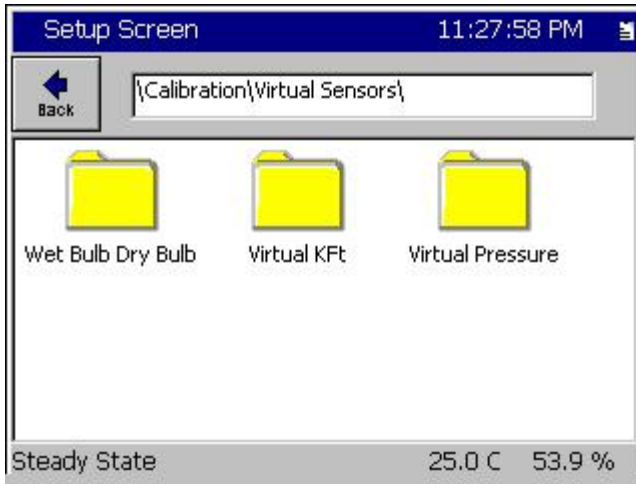 Setup Screen 11:27:58 PM
Back
\Calibration\Virtual Sensors\
Wet Bulb Dry Bulb Virtual KFt Virtual Pressure
Steady State 25.0 C 53.9 %